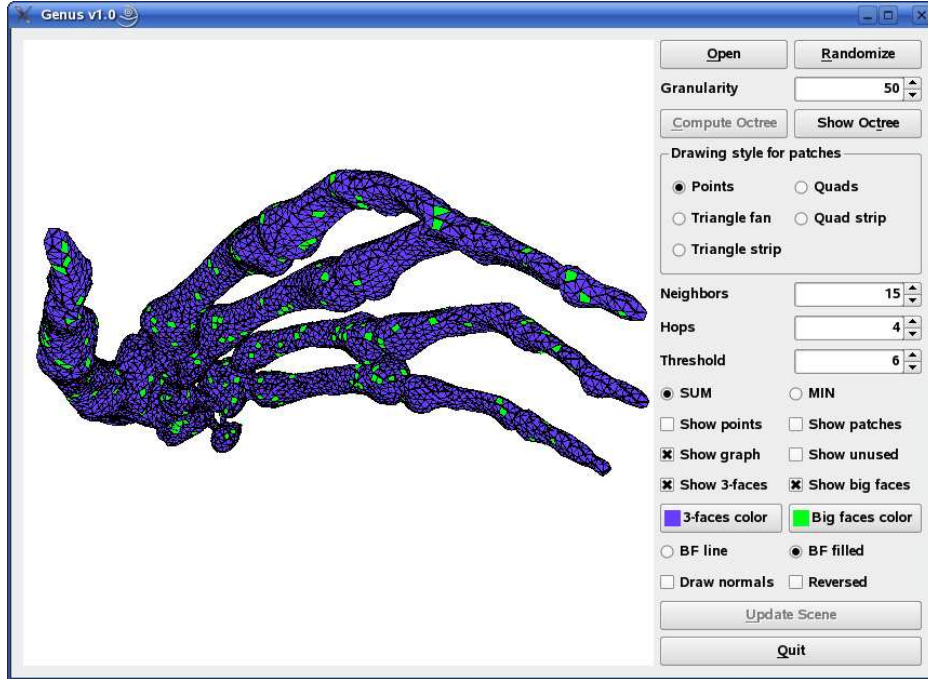 Genus v1.0
Open Randomize
Granularity 50
Compute Octree Show Octree
Drawing style for patches
Points Quads
Triangle fan Quad strip
Triangle strip
Neighbors 15
Hops 4
Threshold 6
SUM MIN
Show points Show patches
Show graph Show unused
Show 3-faces Show big faces
3-faces color Big faces color
BF line BF filled
Draw normals Reversed
Update Scene
Quit